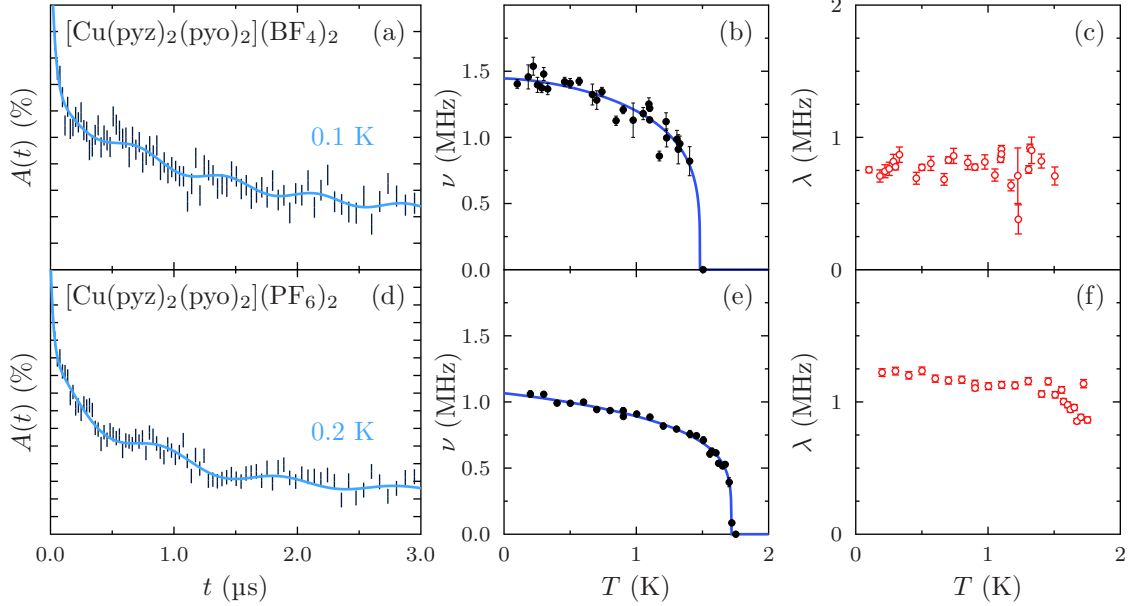 [Cu(pyz)₂(pyo)₂](BF₄)₂ (a)
0.1 K
A(t) (%)
(b)
1.5
1.0
0.5
0.0
ν (MHz)
(c)
2
1
0
λ (MHz)
[Cu(pyz)₂(pyo)₂](PF₆)₂
(d)
0.2 K
A(t) (%)
0.0 1.0 2.0 3.0
t (µs)
(e)
1.5
1.0
0.5
0.0
ν (MHz)
0 1 2
T (K)
(f)
2
1
0
λ (MHz)
0 1 2
T (K)